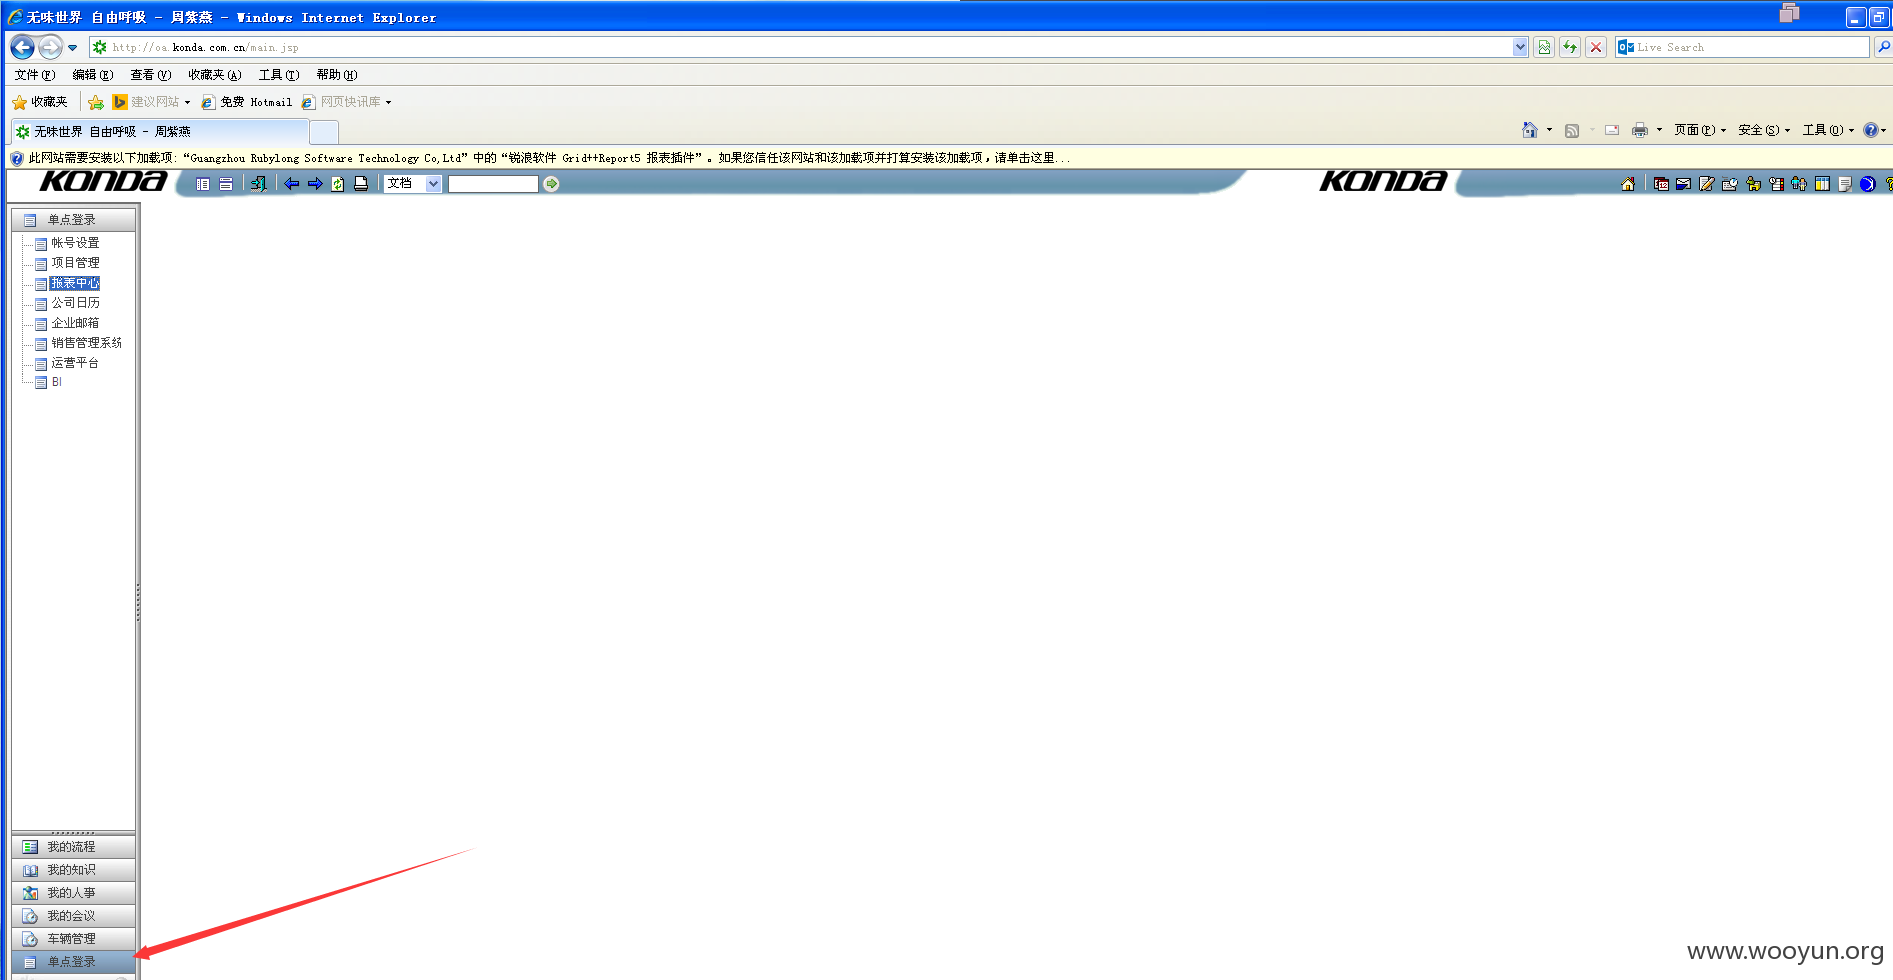 无味世界 自由呼吸 - 周紫燕 - Windows Internet Explorer
http://oa.konda.com.cn/main.jsp
Live Search
文件(F) 编辑(E) 查看(V) 收藏夹(A) 工具(T) 帮助(H)
收藏夹 建议网站 免费 Hotmail 网页快讯库
无味世界 自由呼吸 - 周紫燕
页面(P) 安全(S) 工具(O)
此网站需要安装以下加载项:“Guangzhou Rubylong Software Technology Co,Ltd”中的“锐浪软件 Grid++Report5 报表插件”。如果您信任该网站和该加载项并打算安装该加载项，请单击这里...
KONDA 文档 KONDA
单点登录
帐号设置
项目管理
报表中心
公司日历
企业邮箱
销售管理系统
运营平台
BI
我的流程
我的知识
我的人事
我的会议
车辆管理
单点登录
www.wooyun.org